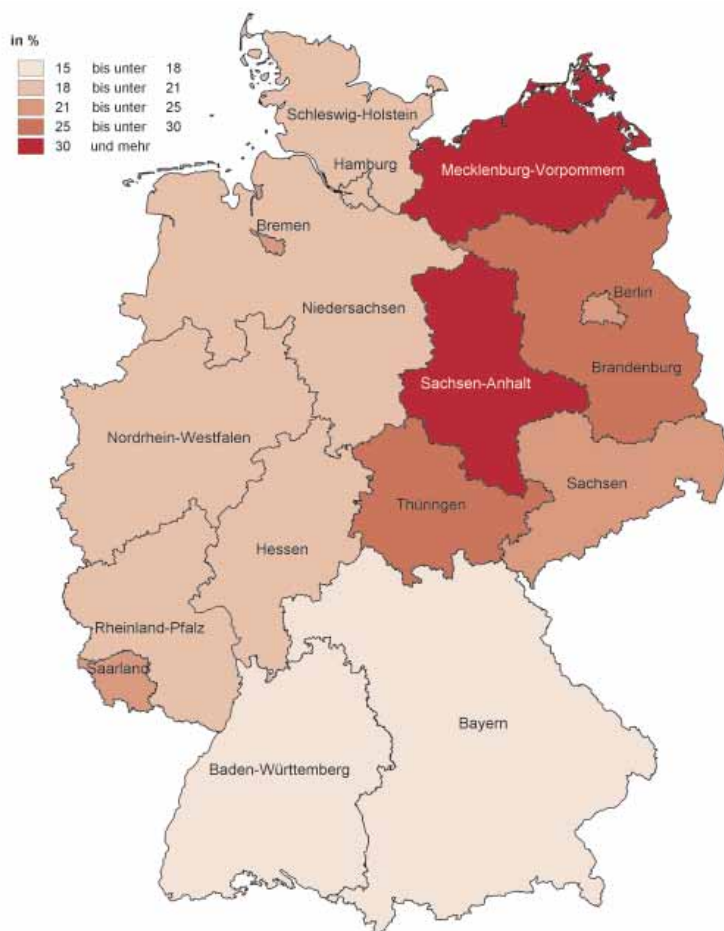 in %
15 bis unter 18
18 bis unter 21
21 bis unter 25
25 bis unter 30
30 und mehr
Schleswig-Holstein
Hamburg
Mecklenburg-Vorpommern
Bremen
Niedersachsen
Berlin
Brandenburg
Sachsen-Anhalt
Nordrhein-Westfalen
Sachsen
Thüringen
Hessen
Rheinland-Pfalz
Saarland
Bayern
Baden-Württemberg